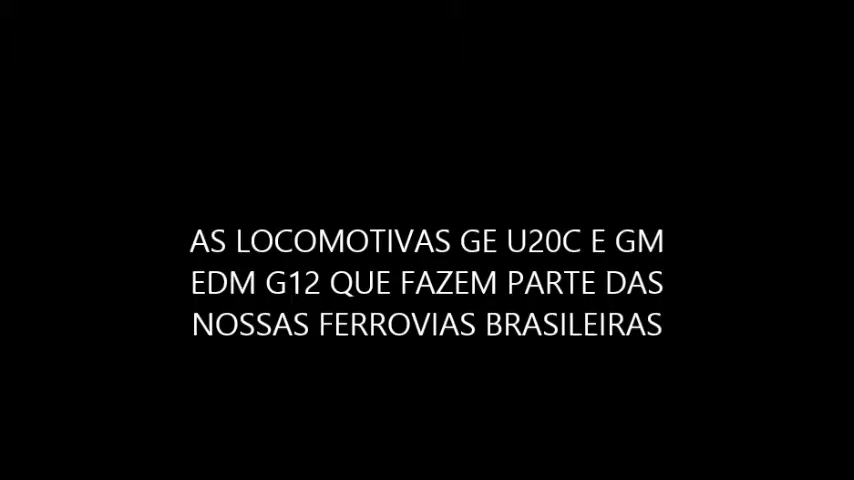 AS LOCOMOTIVAS GE U20C E GM
EDM G12 QUE FAZEM PARTE DAS
NOSSAS FERROVIAS BRASILEIRAS